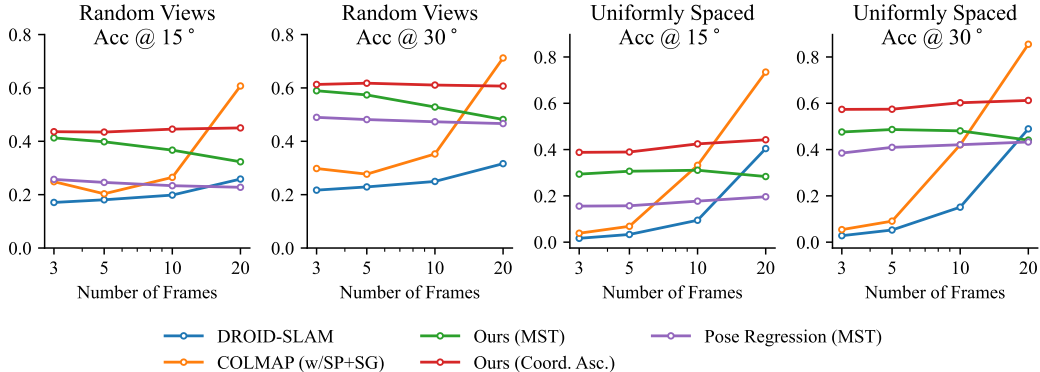 Random Views
Acc @ 15°
0.8
0.6
0.4
0.2
0.0
3 5 10 20
Number of Frames
Random Views
Acc @ 30°
0.8
0.6
0.4
0.2
0.0
3 5 10 20
Number of Frames
Uniformly Spaced
Acc @ 15°
0.8
0.6
0.4
0.2
0.0
3 5 10 20
Number of Frames
Uniformly Spaced
Acc @ 30°
0.8
0.6
0.4
0.2
0.0
3 5 10 20
Number of Frames
DROID-SLAM
COLMAP (w/SP+SG)
Ours (MST)
Ours (Coord. Asc.)
Pose Regression (MST)